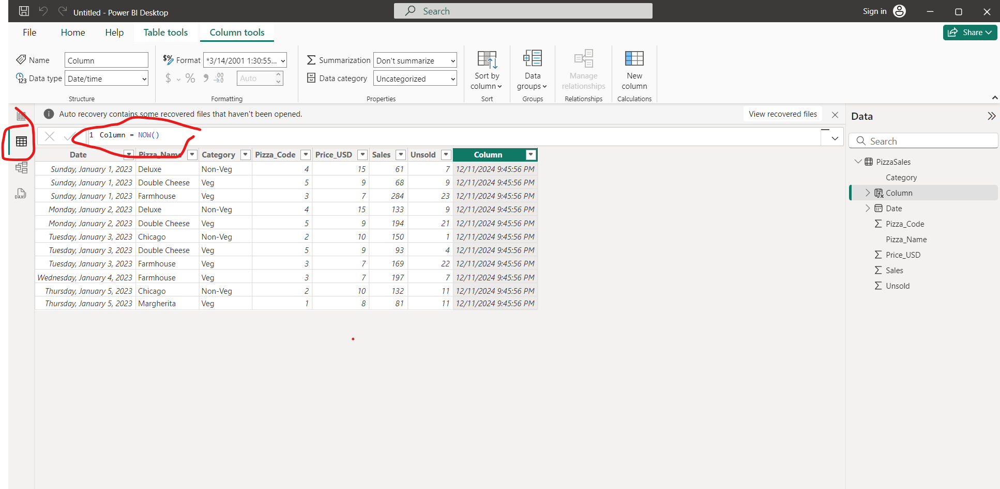 Untitled - Power BI Desktop
Search
Sign in
File Home Help Table tools Column tools
Share
Name Column
Data type Date/time
Structure
Format *3/14/2001 1:30:55...
$ % Auto
Formatting
Summarization Don't summarize
Data category Uncategorized
Properties
Sort by column
Sort
Data groups
Groups
Manage relationships
Relationships
New column
Calculations
Auto recovery contains some recovered files that haven't been opened.
View recovered files
1 Column = NOW()
Date Pizza_Name Category Pizza_Code Price_USD Sales Unsold Column
Sunday, January 1, 2023 Deluxe Non-Veg 4 15 61 7 12/11/2024 9:45:56 PM
Sunday, January 1, 2023 Double Cheese Veg 5 9 68 9 12/11/2024 9:45:56 PM
Sunday, January 1, 2023 Farmhouse Veg 3 7 284 23 12/11/2024 9:45:56 PM
Monday, January 2, 2023 Deluxe Non-Veg 4 15 133 9 12/11/2024 9:45:56 PM
Monday, January 2, 2023 Double Cheese Veg 5 9 194 21 12/11/2024 9:45:56 PM
Tuesday, January 3, 2023 Chicago Non-Veg 2 10 150 1 12/11/2024 9:45:56 PM
Tuesday, January 3, 2023 Double Cheese Veg 5 9 93 4 12/11/2024 9:45:56 PM
Tuesday, January 3, 2023 Farmhouse Veg 3 7 169 22 12/11/2024 9:45:56 PM
Wednesday, January 4, 2023 Farmhouse Veg 3 7 197 7 12/11/2024 9:45:56 PM
Thursday, January 5, 2023 Chicago Non-Veg 2 10 132 11 12/11/2024 9:45:56 PM
Thursday, January 5, 2023 Margherita Veg 1 8 81 11 12/11/2024 9:45:56 PM
DAX
Data
Search
PizzaSales
Category
Column
Date
Pizza_Code
Pizza_Name
Price_USD
Sales
Unsold